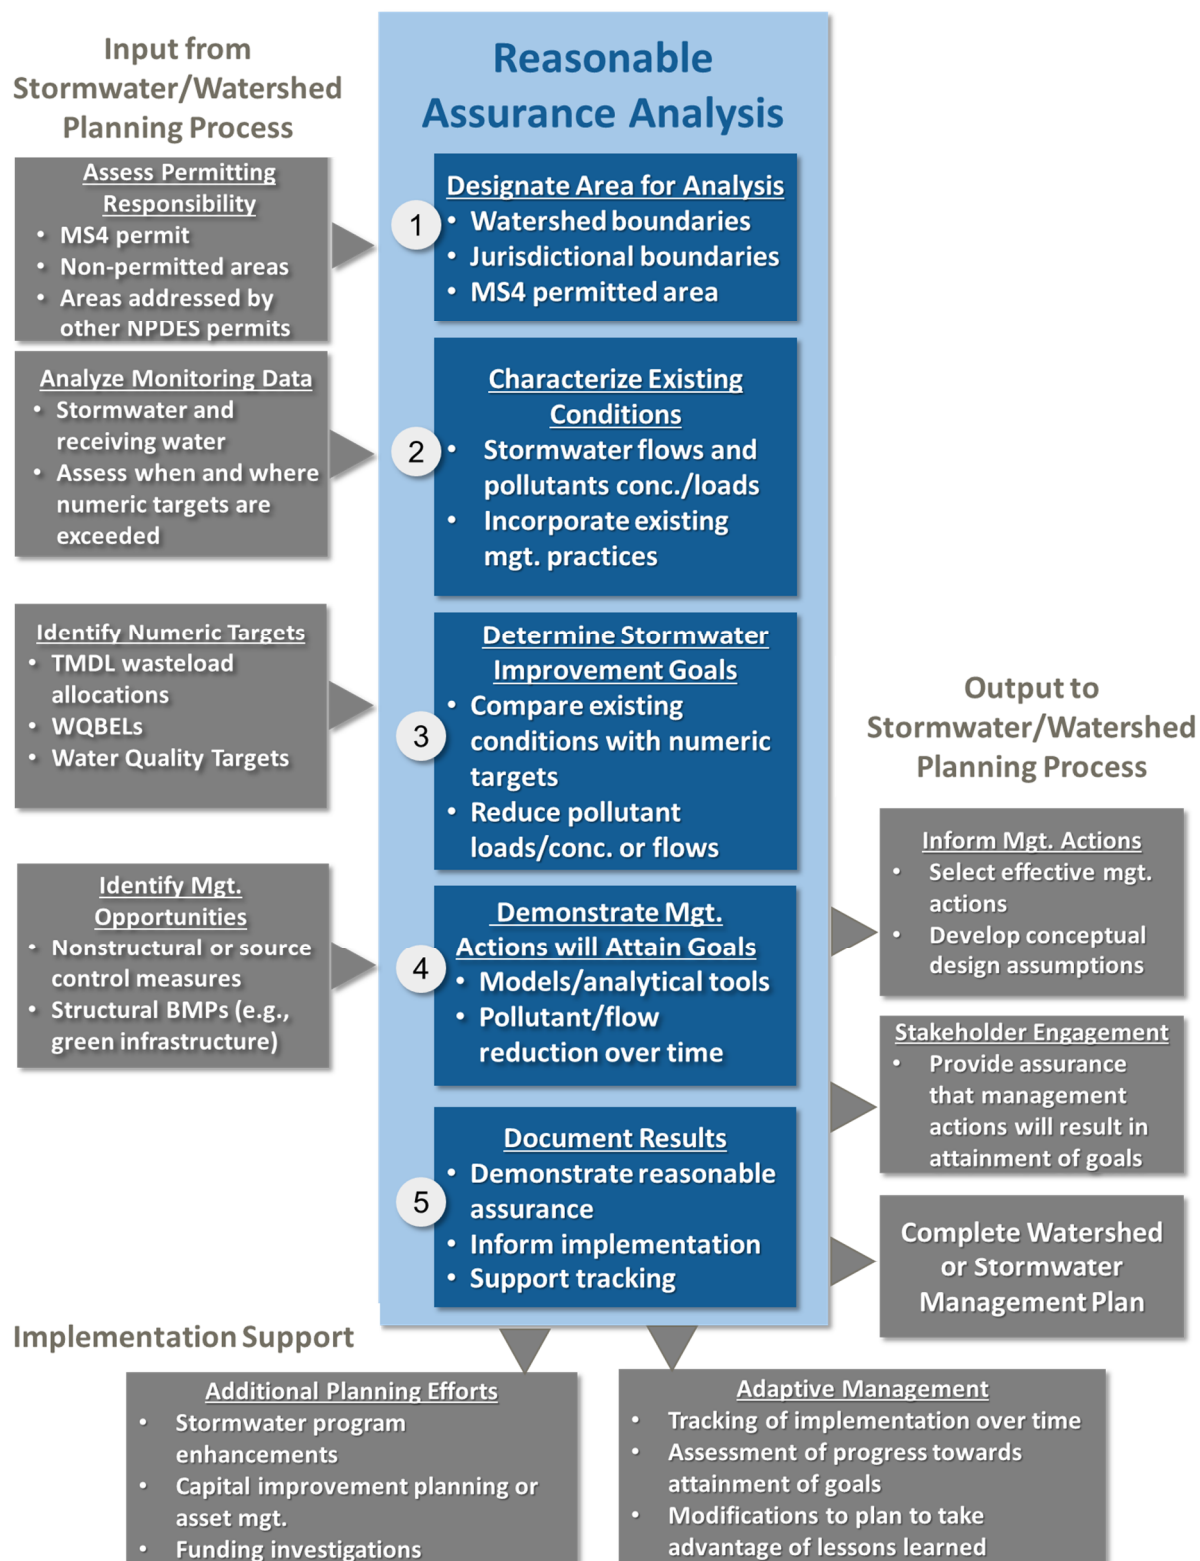 Input from
Stormwater/Watershed
Planning Process
Assess Permitting
Responsibility
• MS4 permit
• Non-permitted areas
• Areas addressed by
other NPDES permits
Analyze Monitoring Data
• Stormwater and
receiving water
• Assess when and where
numeric targets are
exceeded
Identify Numeric Targets
• TMDL wasteload
allocations
• WQBELs
• Water Quality Targets
Identify Mgt.
Opportunities
• Nonstructural or source
control measures
• Structural BMPs (e.g.,
green infrastructure)
Reasonable
Assurance Analysis
1
Designate Area for Analysis
• Watershed boundaries
• Jurisdictional boundaries
• MS4 permitted area
2
Characterize Existing
Conditions
• Stormwater flows and
pollutants conc./loads
• Incorporate existing
mgt. practices
3
Determine Stormwater
Improvement Goals
• Compare existing
conditions with numeric
targets
• Reduce pollutant
loads/conc. or flows
4
Demonstrate Mgt.
Actions will Attain Goals
• Models/analytical tools
• Pollutant/flow
reduction over time
5
Document Results
• Demonstrate reasonable
assurance
• Inform implementation
• Support tracking
Output to
Stormwater/Watershed
Planning Process
Inform Mgt. Actions
• Select effective mgt.
actions
• Develop conceptual
design assumptions
Stakeholder Engagement
• Provide assurance
that management
actions will result in
attainment of goals
Complete Watershed
or Stormwater
Management Plan
Implementation Support
Additional Planning Efforts
• Stormwater program
enhancements
• Capital improvement planning or
asset mgt.
• Funding investigations
Adaptive Management
• Tracking of implementation over time
• Assessment of progress towards
attainment of goals
• Modifications to plan to take
advantage of lessons learned